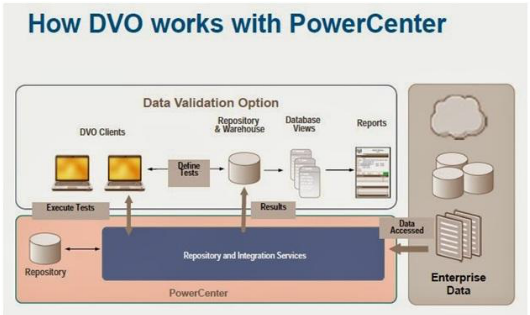 How DVO works with PowerCenter
Data Validation Option
DVO Clients
Repository
& Warehouse
Database
Views
Reports
Define
Tests
Execute Tests
Results
Data
Accessed
Repository
Repository and Integration Services
PowerCenter
Enterprise
Data